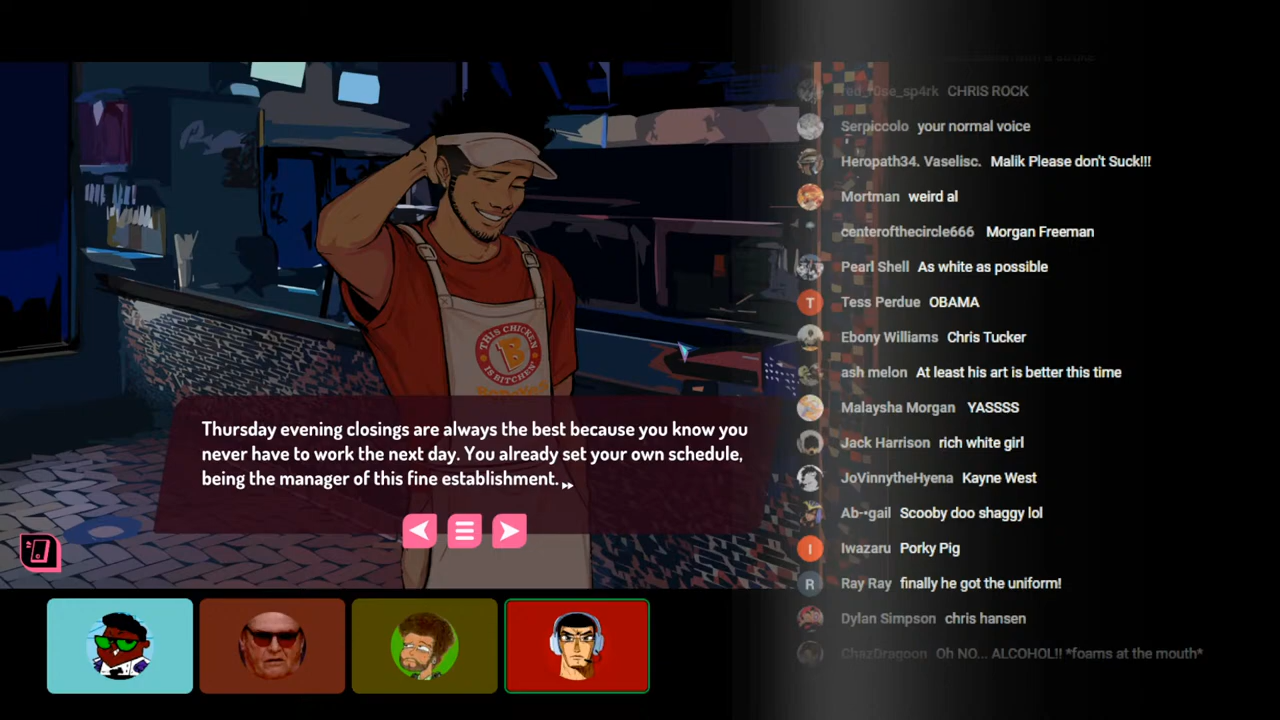 red_r0se_sp4rk CHRIS ROCK
Serpiccolo your normal voice
Heropath34. Vaselisc. Malik Please don't Suck!!!
Mortman weird al
centerofthecircle666 Morgan Freeman
Pearl Shell As white as possible
T
Tess Perdue OBAMA
Ebony Williams Chris Tucker
ash melon At least his art is better this time
Malaysha Morgan YASSSS
Jack Harrison rich white girl
JoVinnytheHyena Kayne West
Ab-•gail Scooby doo shaggy lol
I
Iwazaru Porky Pig
R
Ray Ray finally he got the uniform!
Dylan Simpson chris hansen
ChazDragoon Oh NO... ALCOHOL!! *foams at the mouth*
THIS CHICKEN
B
IS BITCHEN'
Thursday evening closings are always the best because you know you
never have to work the next day. You already set your own schedule,
being the manager of this fine establishment.